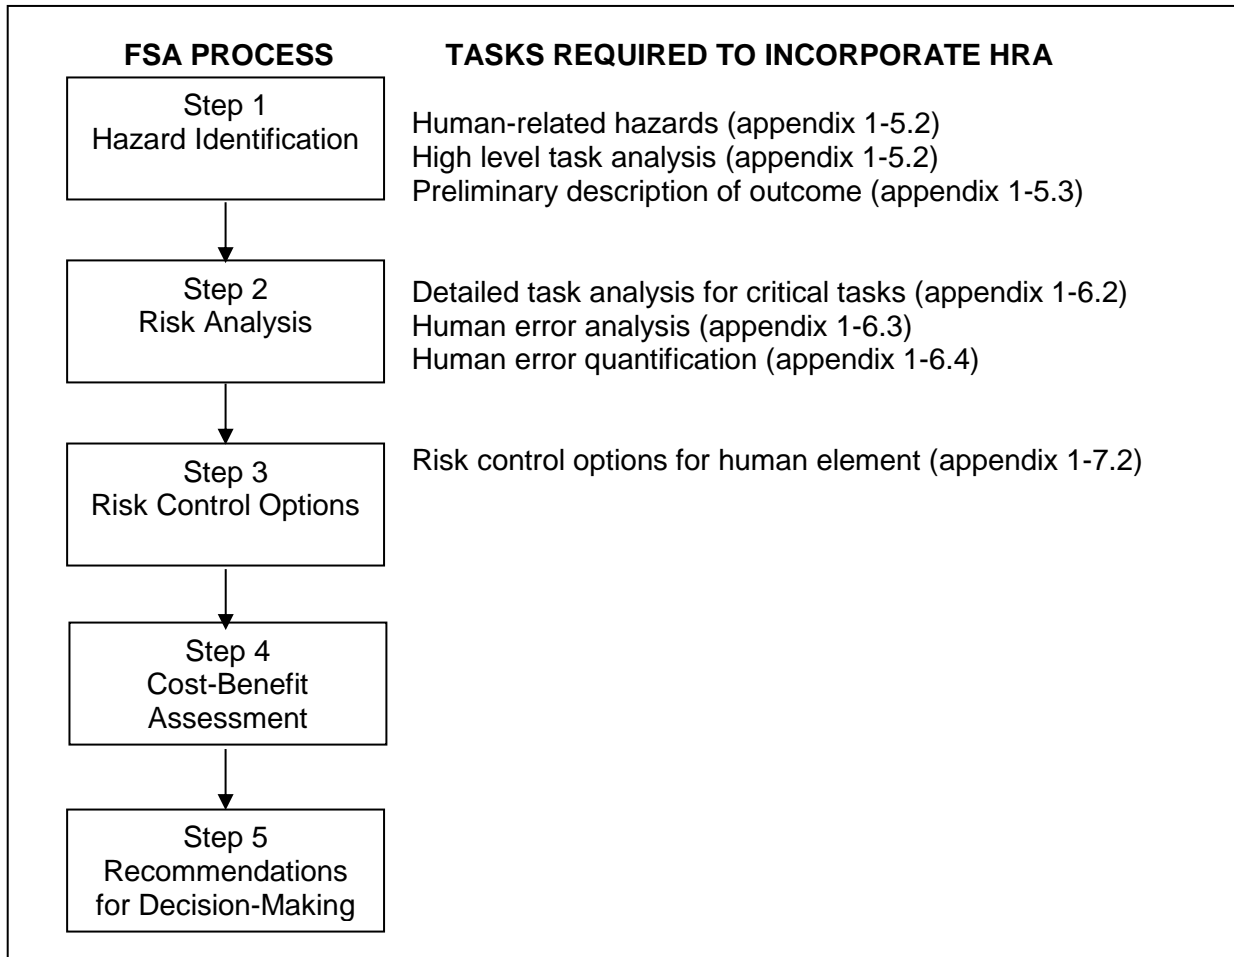 FSA PROCESS
TASKS REQUIRED TO INCORPORATE HRA
Step 1
Hazard Identification
Human-related hazards (appendix 1-5.2)
High level task analysis (appendix 1-5.2)
Preliminary description of outcome (appendix 1-5.3)
Step 2
Risk Analysis
Detailed task analysis for critical tasks (appendix 1-6.2)
Human error analysis (appendix 1-6.3)
Human error quantification (appendix 1-6.4)
Step 3
Risk Control Options
Risk control options for human element (appendix 1-7.2)
Step 4
Cost-Benefit
Assessment
Step 5
Recommendations
for Decision-Making